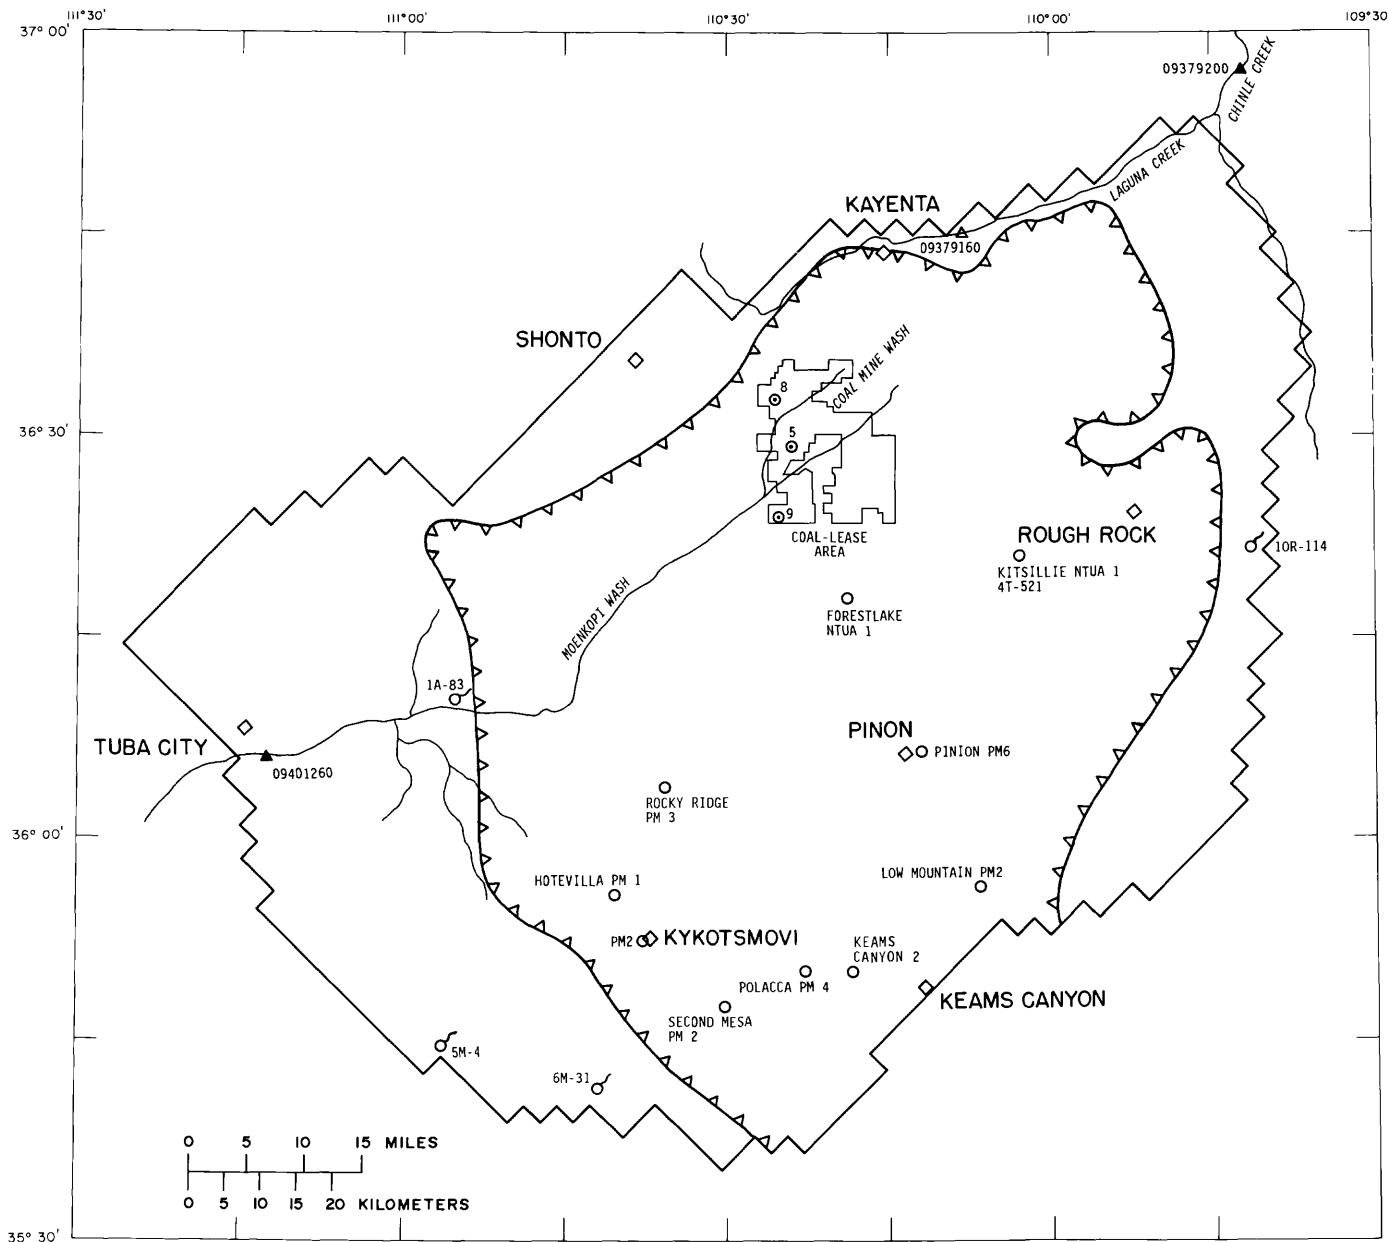 111°30'
111°00'
110°30'
110°00'
109°30'
37° 00'
09379200
CHINLE CREEK
LAGUNA CREEK
KAYENTA
09379160
SHONTO
COAL MINE WASH
8
36° 30'
5
9
COAL-LEASE
AREA
ROUGH ROCK
10R-114
KITSILLIE NTUA 1
4T-521
FORESTLAKE
NTUA 1
MOENKOPI WASH
1A-83
TUBA CITY
09401260
PINON
PINION PM6
ROCKY RIDGE
PM 3
36° 00'
HOTEVILLA PM 1
LOW MOUNTAIN PM2
PM2
KYKOTSMOVI
KEAMS
CANYON 2
POLACCA PM 4
KEAMS CANYON
SECOND MESA
PM 2
5M-4
6M-31
0 5 10 15 MILES
0 5 10 15 20 KILOMETERS
35° 30'